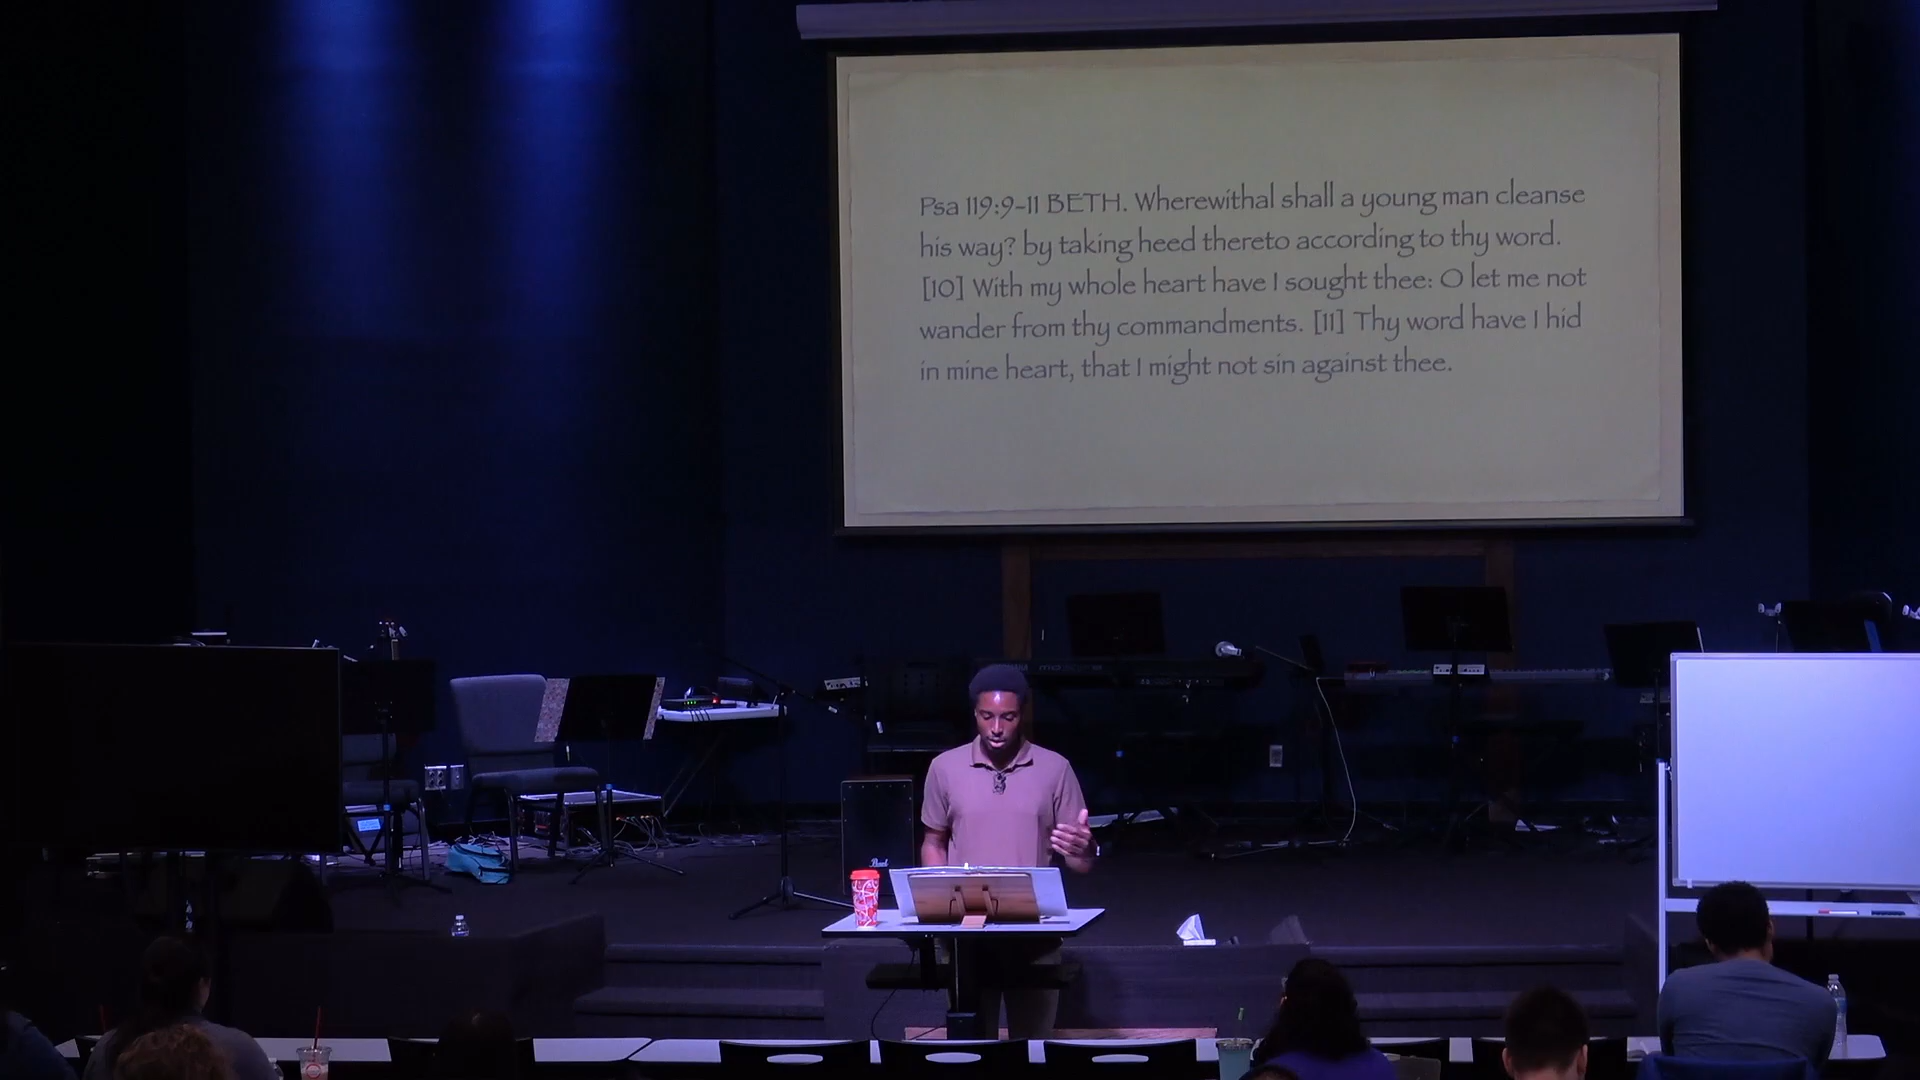 Psa 119:9-11 BETH. Wherewithal shall a young man cleanse
his way? by taking heed thereto according to thy word.
[10] With my whole heart have I sought thee: O let me not
wander from thy commandments. [11] Thy word have I hid
in mine heart, that I might not sin against thee.
Pearl